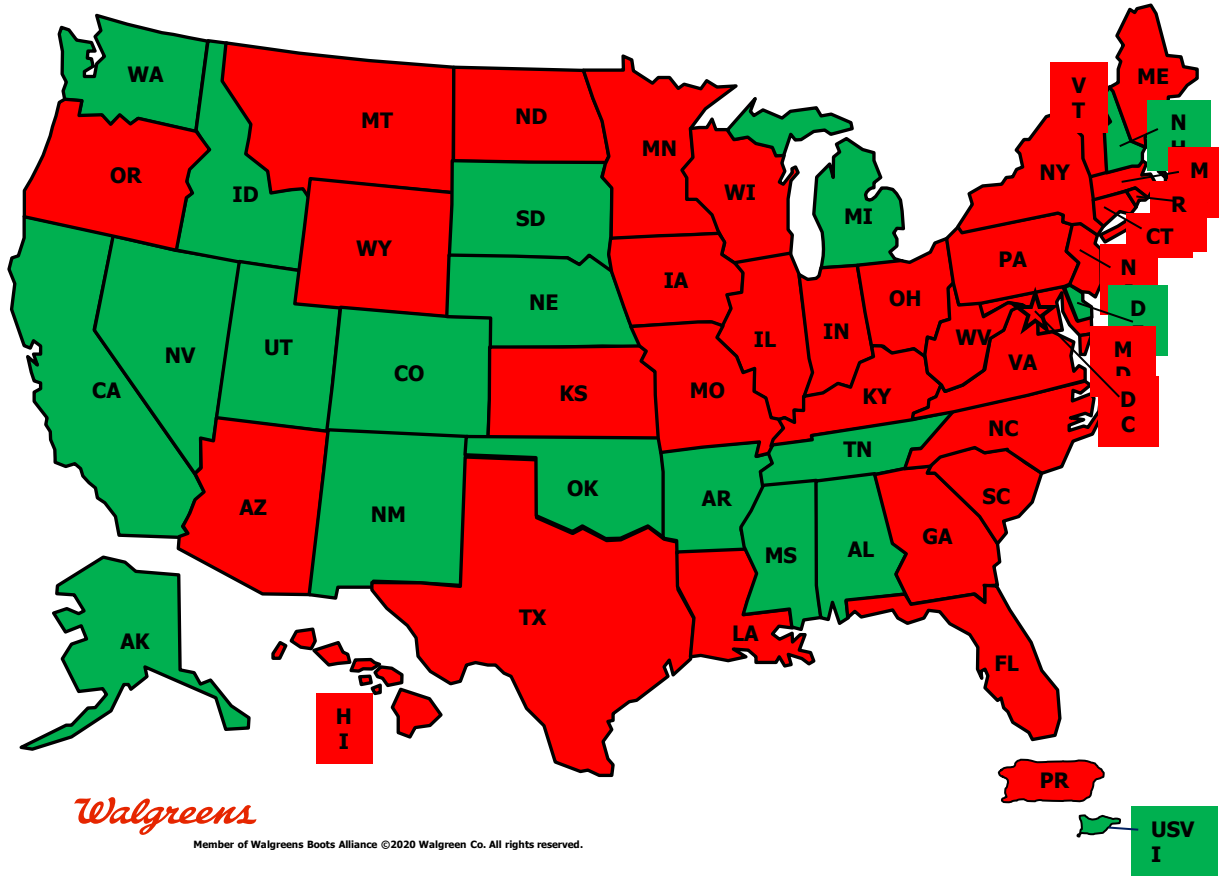 WA
MT
ND
MN
ME
V
T
N
H
OR
ID
SD
WI
MI
NY
M
R
CT
WY
IA
PA
N
NE
OH
D
NV
UT
CO
IL
IN
WV
VA
M
D
CA
KS
MO
KY
D
C
NC
TN
AZ
NM
OK
AR
SC
MS
AL
GA
TX
LA
AK
FL
H
I
PR
Walgreens
USV
I
Member of Walgreens Boots Alliance ©2020 Walgreen Co. All rights reserved.